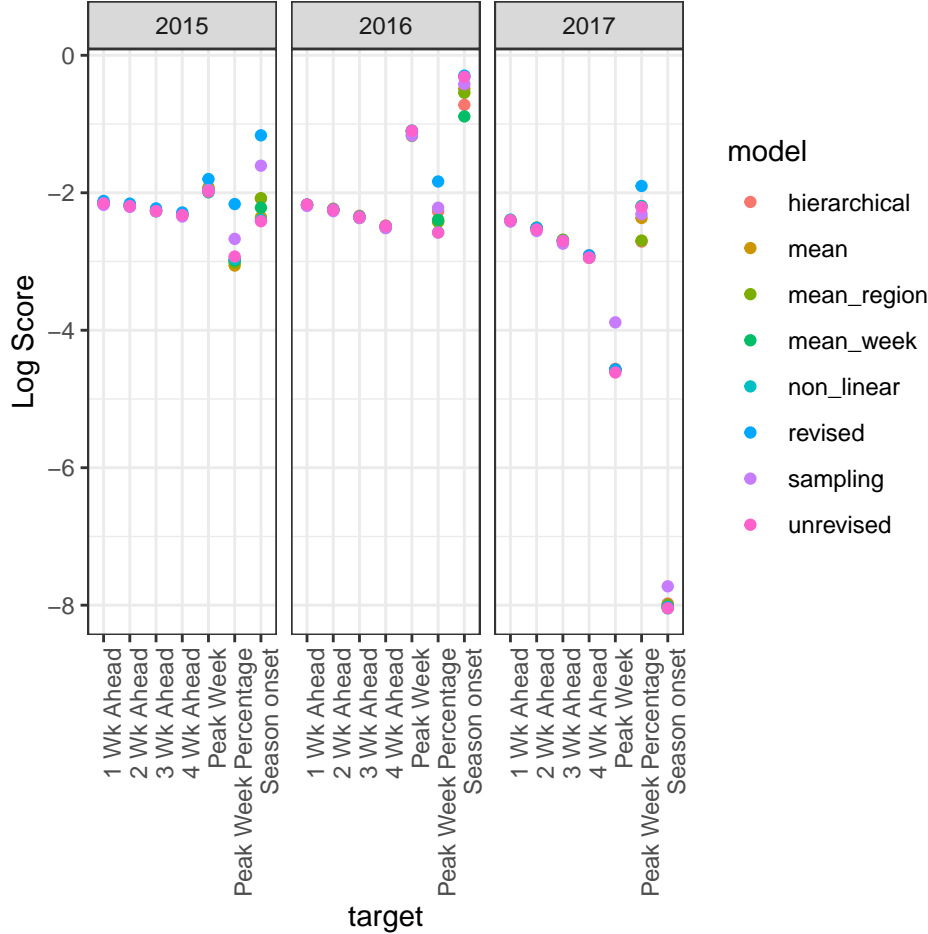 2015
2016
2017
0
−2
−4
−6
−8
Log Score
1 Wk Ahead
2 Wk Ahead
3 Wk Ahead
4 Wk Ahead
Peak Week
Peak Week Percentage
Season onset
1 Wk Ahead
2 Wk Ahead
3 Wk Ahead
4 Wk Ahead
Peak Week
Peak Week Percentage
Season onset
1 Wk Ahead
2 Wk Ahead
3 Wk Ahead
4 Wk Ahead
Peak Week
Peak Week Percentage
Season onset
target
model
hierarchical
mean
mean_region
mean_week
non_linear
revised
sampling
unrevised